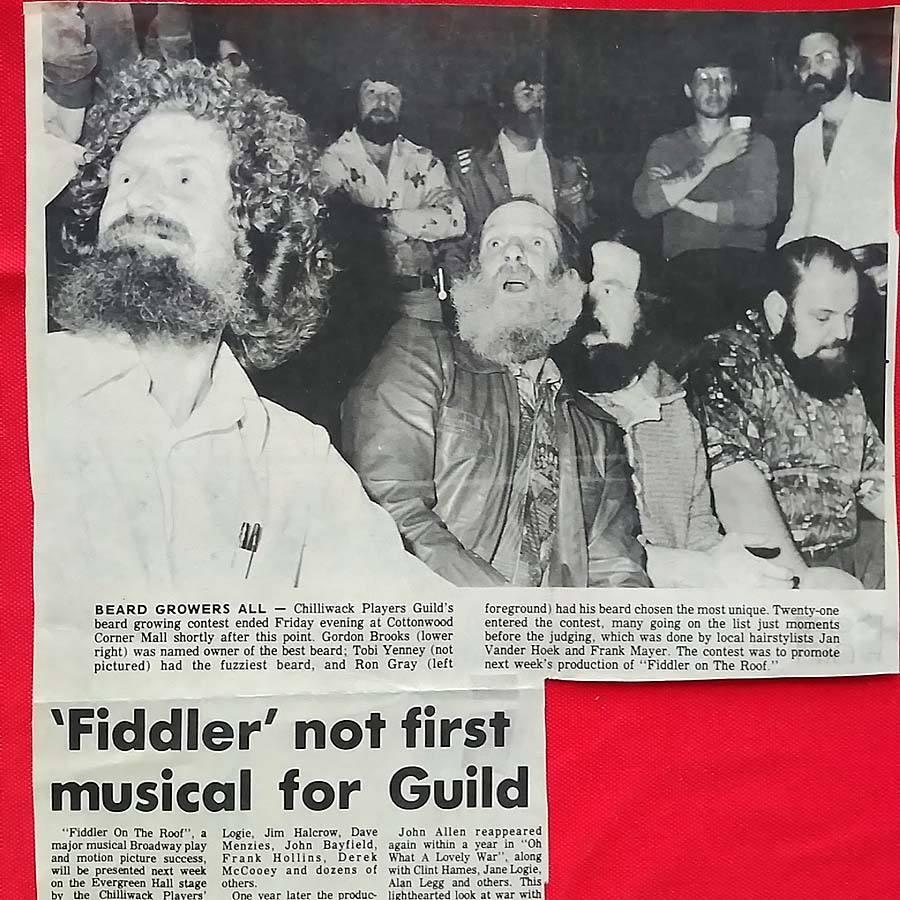 BEARD GROWERS ALL — Chilliwack Players Guild's
beard growing contest ended Friday evening at Cottonwood
Corner Mall shortly after this point. Gordon Brooks (lower
right) was named owner of the best beard; Tobi Yenney (not
pictured) had the fuzziest beard, and Ron Gray (left
foreground) had his beard chosen the most unique. Twenty-one
entered the contest, many going on the list just moments
before the judging, which was done by local hairstylists Jan
Vander Hoek and Frank Mayer. The contest was to promote
next week's production of "Fiddler on The Roof."
'Fiddler' not first
musical for Guild
"Fiddler On The Roof", a
major musical Broadway play
and motion picture success,
will be presented next week
on the Evergreen Hall stage
by the Chilliwack Players'
Logie, Jim Halcrow, Dave
Menzies, John Bayfield,
Frank Hollins, Derek
McCooey and dozens of
others.
One year later the produc-
John Allen reappeared
again within a year in "Oh
What A Lovely War", along
with Clint Hames, Jane Logie,
Alan Legg and others. This
lighthearted look at war with